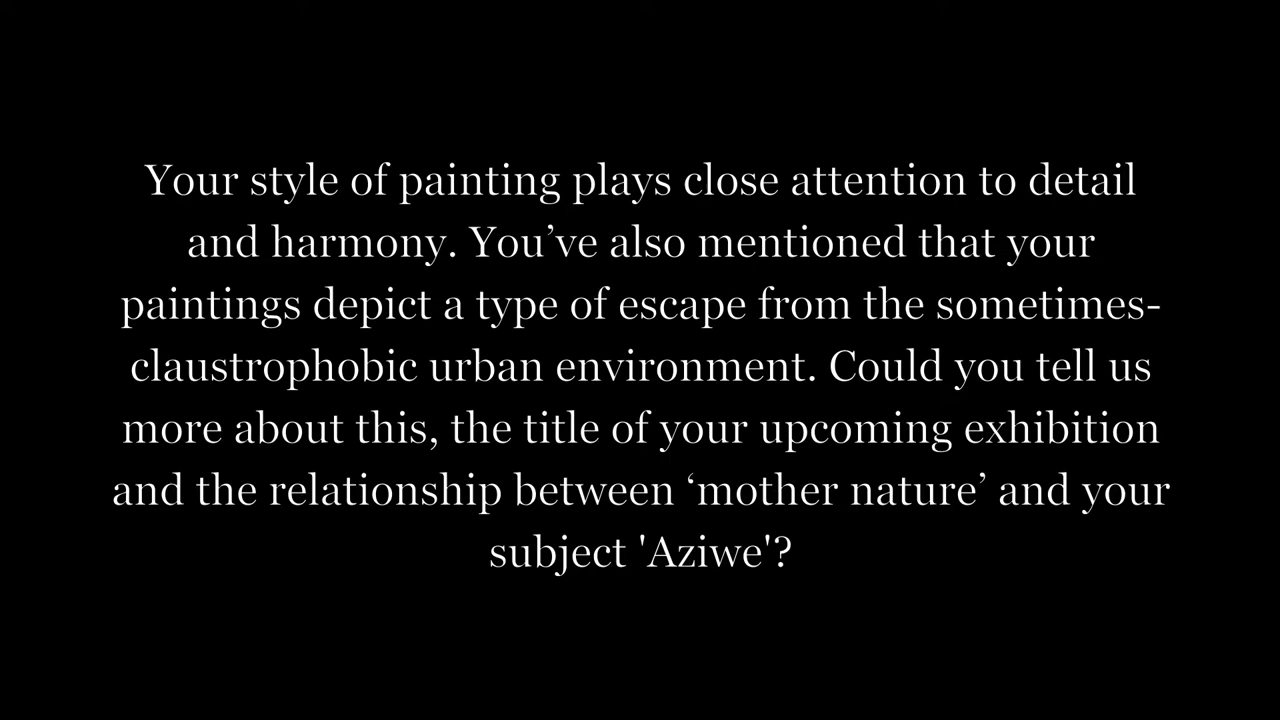 Your style of painting plays close attention to detail
and harmony. You’ve also mentioned that your
paintings depict a type of escape from the sometimes-
claustrophobic urban environment. Could you tell us
more about this, the title of your upcoming exhibition
and the relationship between ‘mother nature’ and your
subject 'Aziwe'?